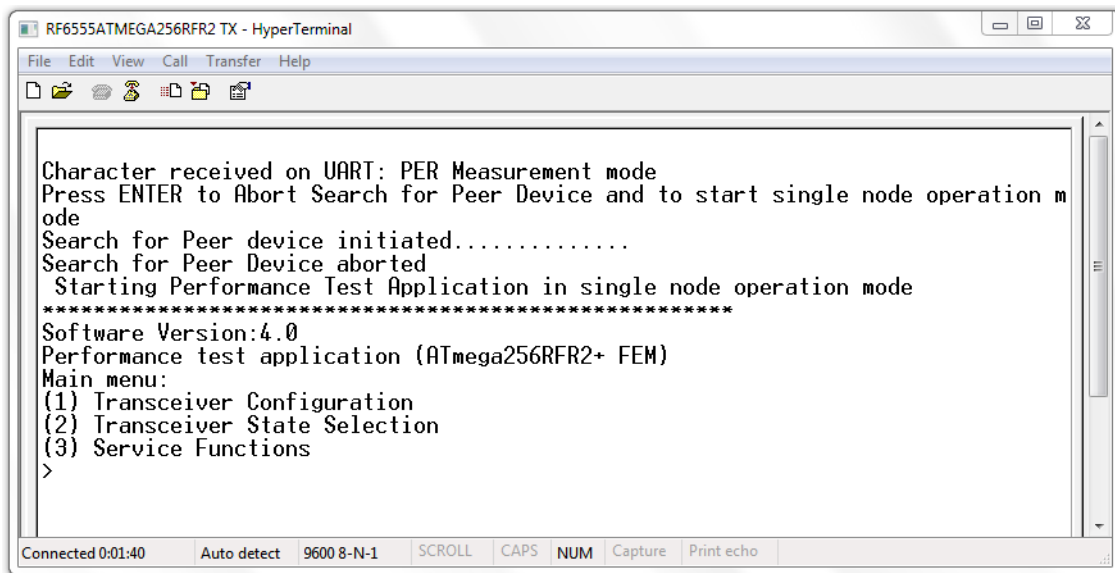 RF6555ATMEGA256RFR2 TX - HyperTerminal
File Edit View Call Transfer Help
Character received on UART: PER Measurement mode
Press ENTER to Abort Search for Peer Device and to start single node operation m
ode
Search for Peer device initiated..............
Search for Peer Device aborted
Starting Performance Test Application in single node operation mode
******************************************************
Software Version:4.0
Performance test application (ATmega256RFR2+ FEM)
Main menu:
(1) Transceiver Configuration
(2) Transceiver State Selection
(3) Service Functions
>
Connected 0:01:40 Auto detect 9600 8-N-1 SCROLL CAPS NUM Capture Print echo